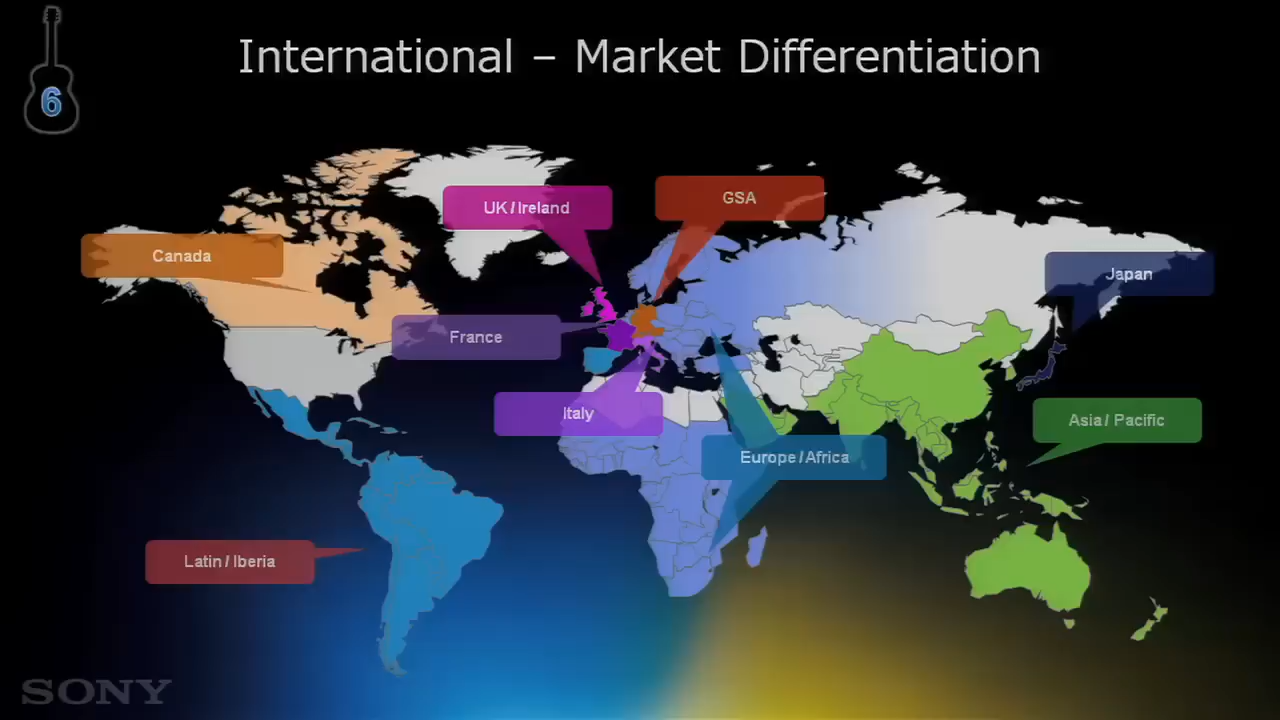 6
International – Market Differentiation
UK / Ireland
GSA
Canada
Japan
France
Italy
Asia / Pacific
Europe / Africa
Latin / Iberia
SONY